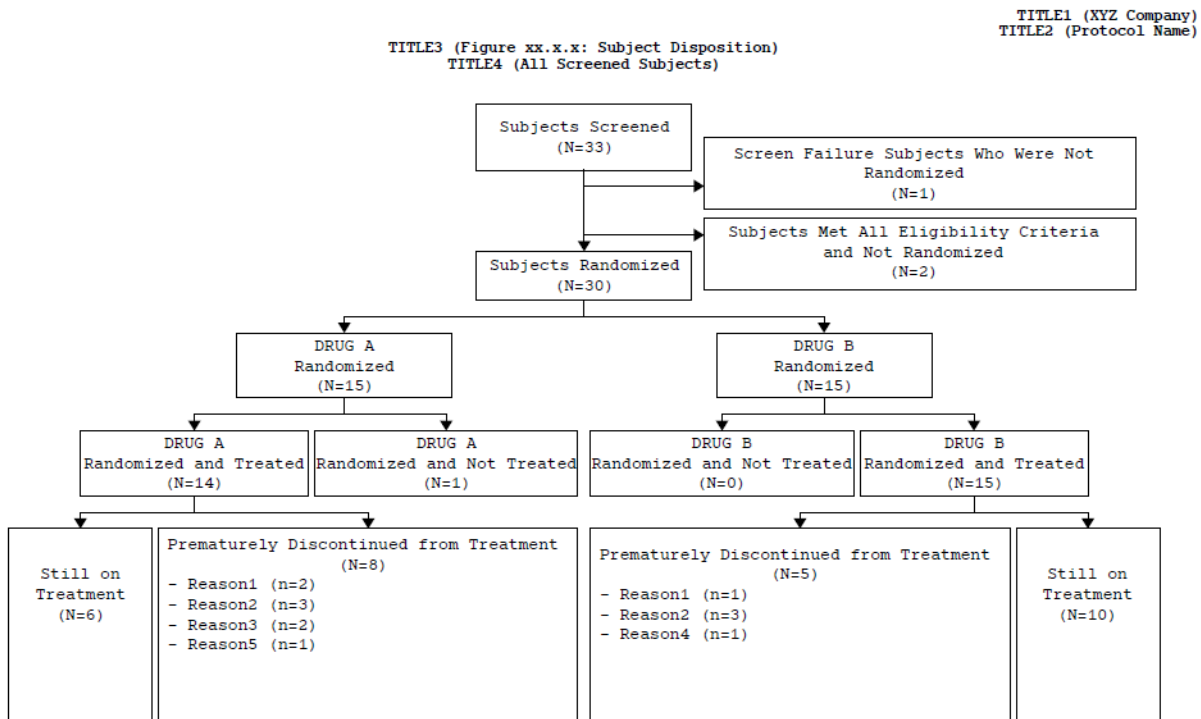 TITLE1 (XYZ Company)
TITLE2 (Protocol Name)
TITLE3 (Figure xx.x.x: Subject Disposition)
TITLE4 (All Screened Subjects)
Subjects Screened
(N=33)
Screen Failure Subjects Who Were Not
Randomized
(N=1)
Subjects Met All Eligibility Criteria
and Not Randomized
(N=2)
Subjects Randomized
(N=30)
DRUG A
Randomized
(N=15)
DRUG B
Randomized
(N=15)
DRUG A
Randomized and Treated
(N=14)
DRUG A
Randomized and Not Treated
(N=1)
DRUG B
Randomized and Not Treated
(N=0)
DRUG B
Randomized and Treated
(N=15)
Still on
Treatment
(N=6)
Prematurely Discontinued from Treatment
(N=8)
- Reason1 (n=2)
- Reason2 (n=3)
- Reason3 (n=2)
- Reason5 (n=1)
Prematurely Discontinued from Treatment
(N=5)
- Reason1 (n=1)
- Reason2 (n=3)
- Reason4 (n=1)
Still on
Treatment
(N=10)